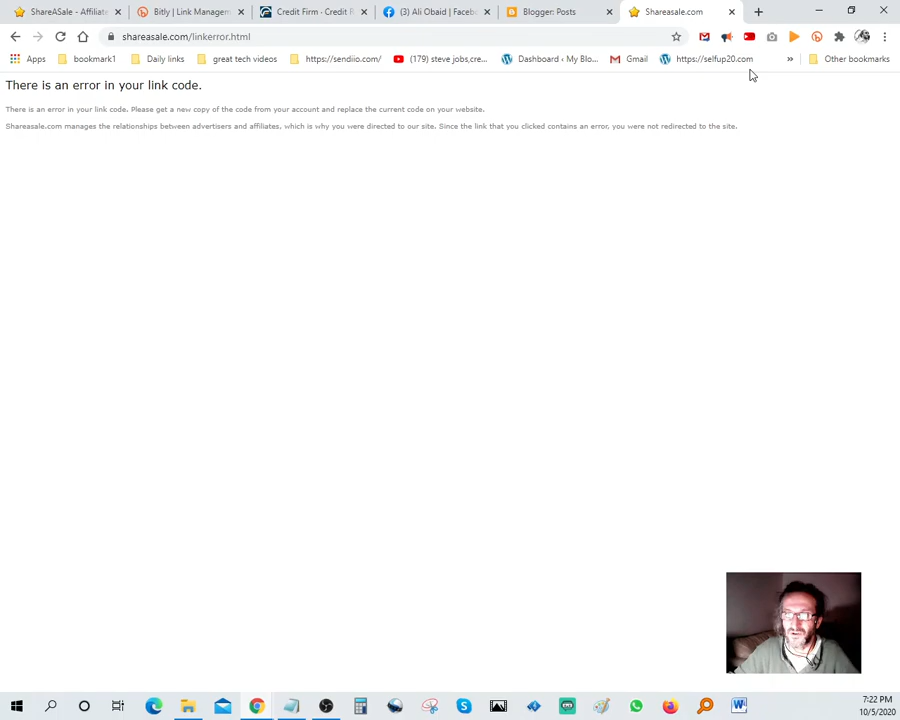 ShareASale - Affiliate
Bitly | Link Managem
Credit Firm - Credit R
(3) Ali Obaid | Facebo
Blogger: Posts
Shareasale.com
shareasale.com/linkerror.html
Apps
bookmark1
Daily links
great tech videos
https://sendiio.com/
(179) steve jobs,cre...
Dashboard ‹ My Blo...
Gmail
https://selfup20.com
»
Other bookmarks
There is an error in your link code.
There is an error in your link code. Please get a new copy of the code from your account and replace the current code on your website.
Shareasale.com manages the relationships between advertisers and affiliates, which is why you were directed to our site. Since the link that you clicked contains an error, you were not redirected to the site.
7:22 PM
10/5/2020